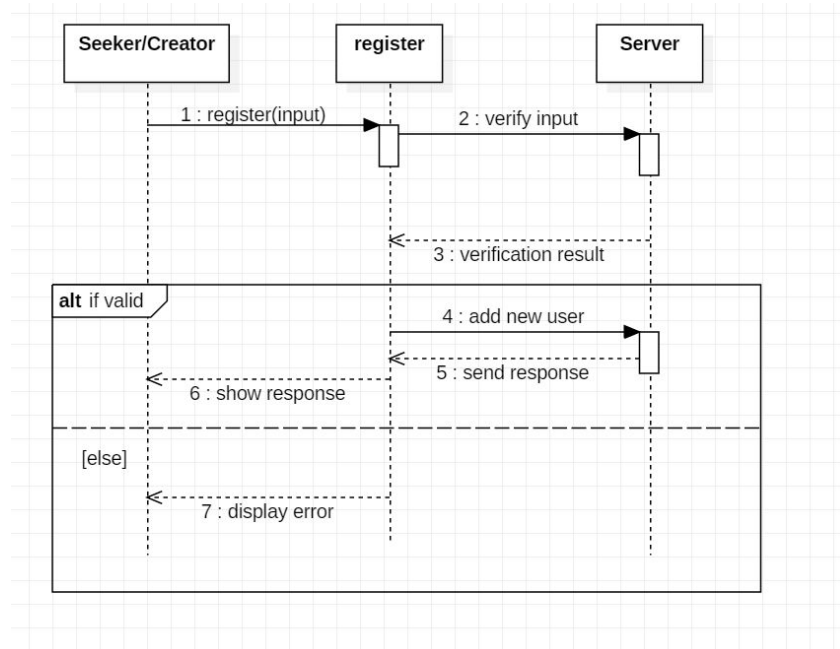 Seeker/Creator
register
Server
1 : register(input)
2 : verify input
3 : verification result
alt if valid
4 : add new user
5 : send response
6 : show response
[else]
7 : display error